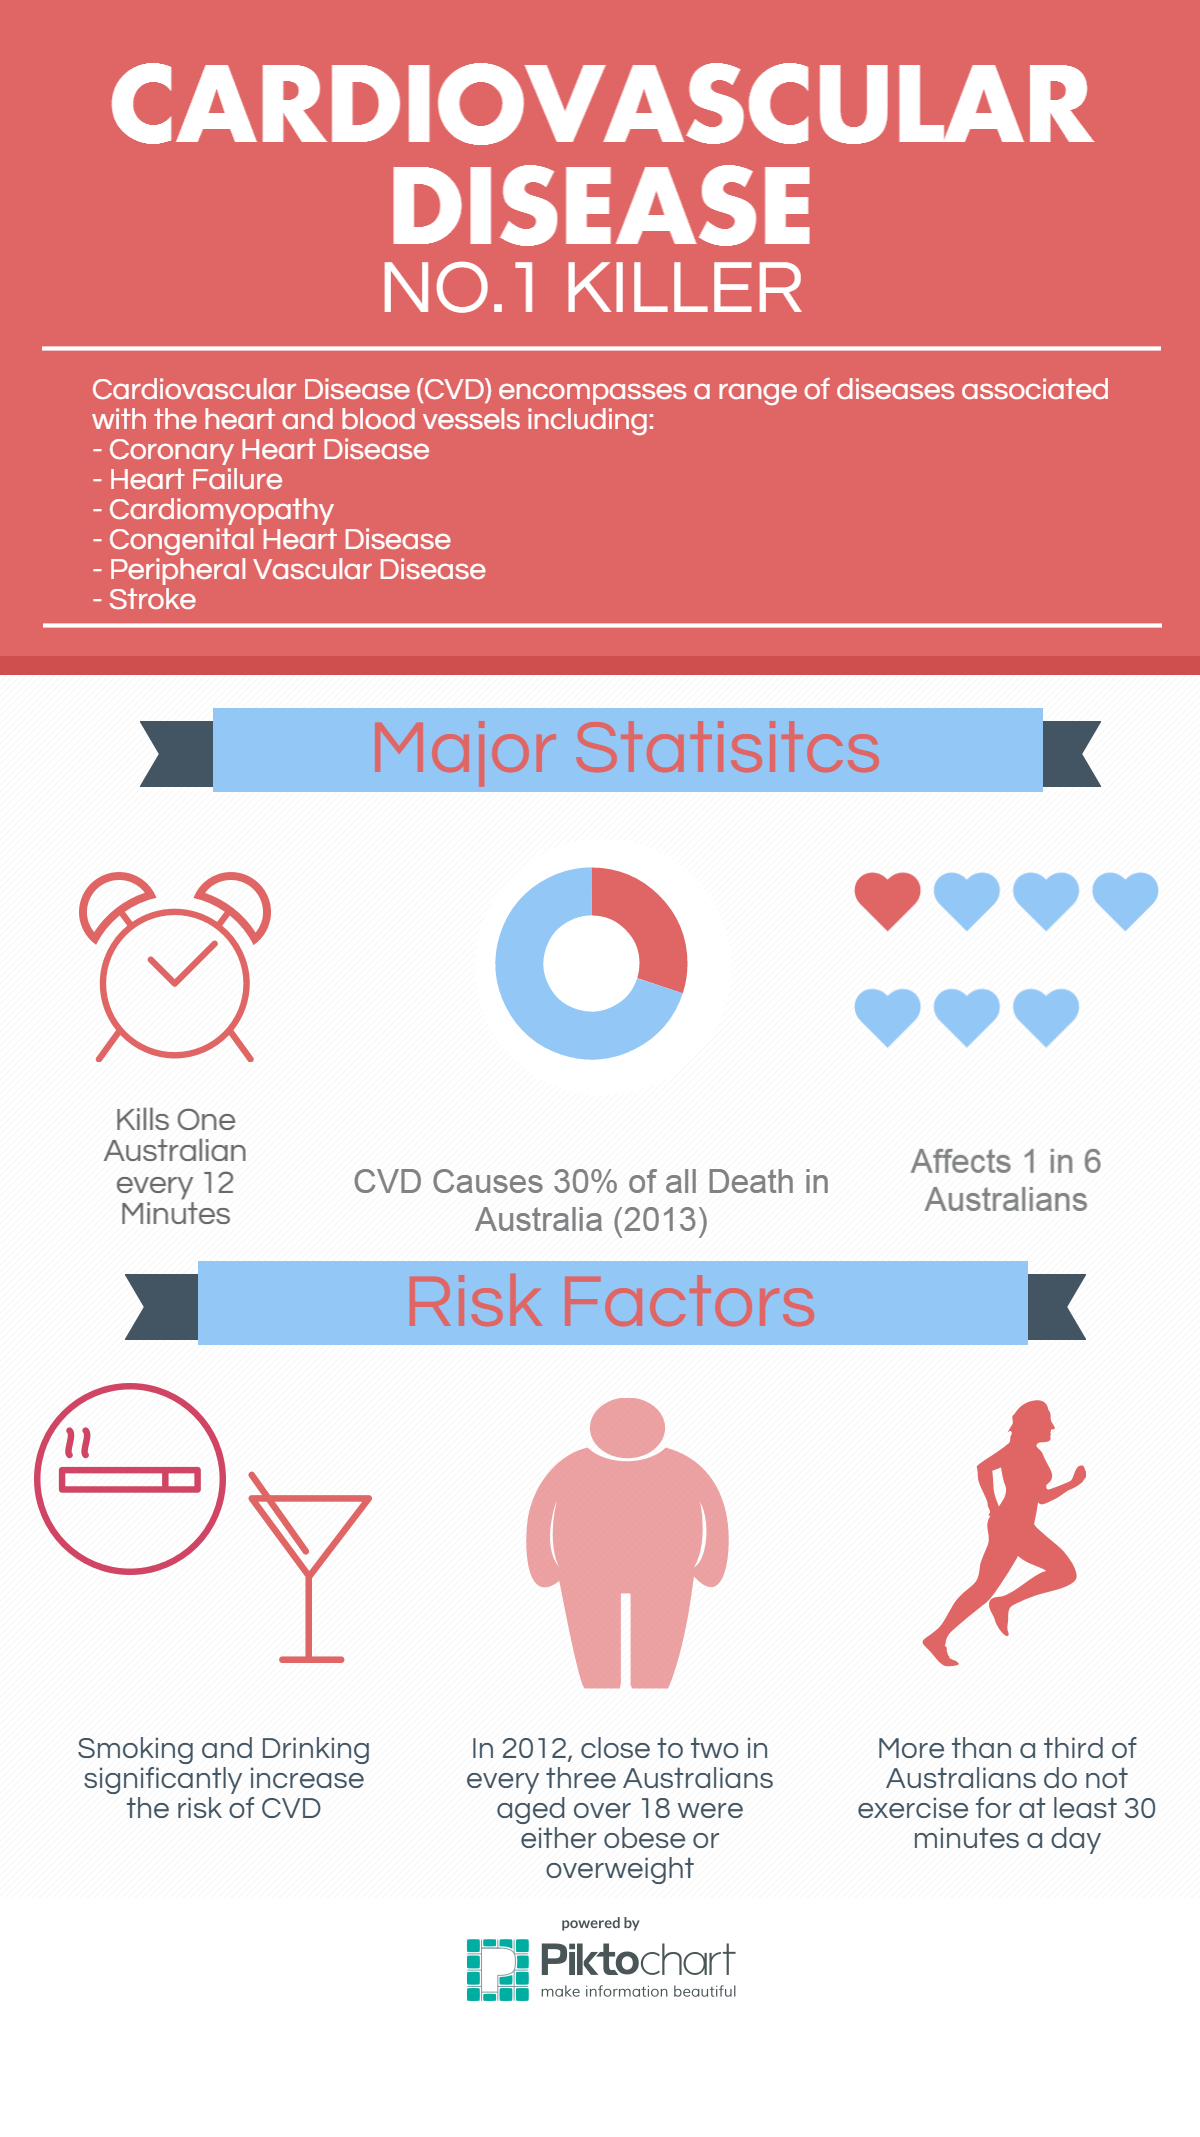 CARDIOVASCULAR
DISEASE
NO.1 KILLER
Cardiovascular Disease (CVD) encompasses a range of diseases associated
with the heart and blood vessels including:
- Coronary Heart Disease
- Heart Failure
- Cardiomyopathy
- Congenital Heart Disease
- Peripheral Vascular Disease
- Stroke
Major Statisitcs
Kills One
Australian
every 12
Minutes
CVD Causes 30% of all Death in
Australia (2013)
Affects 1 in 6
Australians
Risk Factors
Smoking and Drinking
significantly increase
the risk of CVD
In 2012, close to two in
every three Australians
aged over 18 were
either obese or
overweight
More than a third of
Australians do not
exercise for at least 30
minutes a day
powered by
Piktochart
make information beautiful